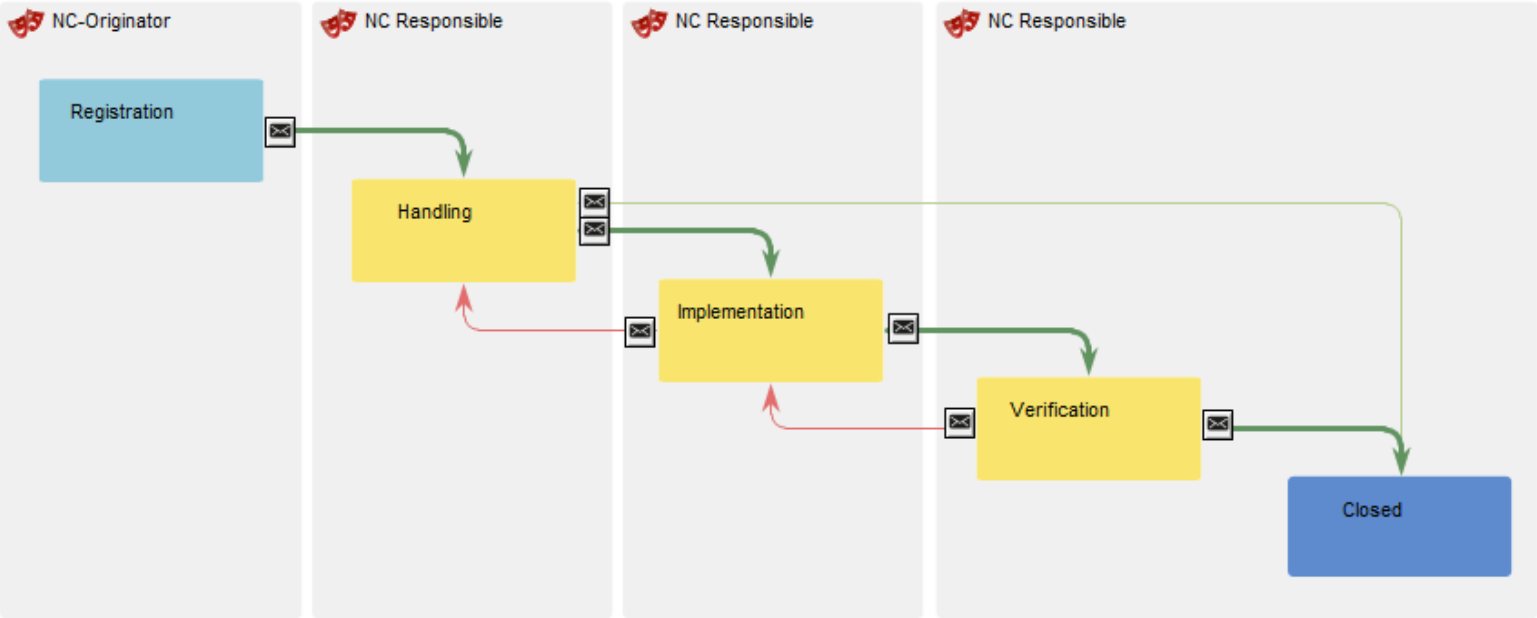 NC-Originator
NC Responsible
NC Responsible
NC Responsible
Registration
Handling
Implementation
Verification
Closed